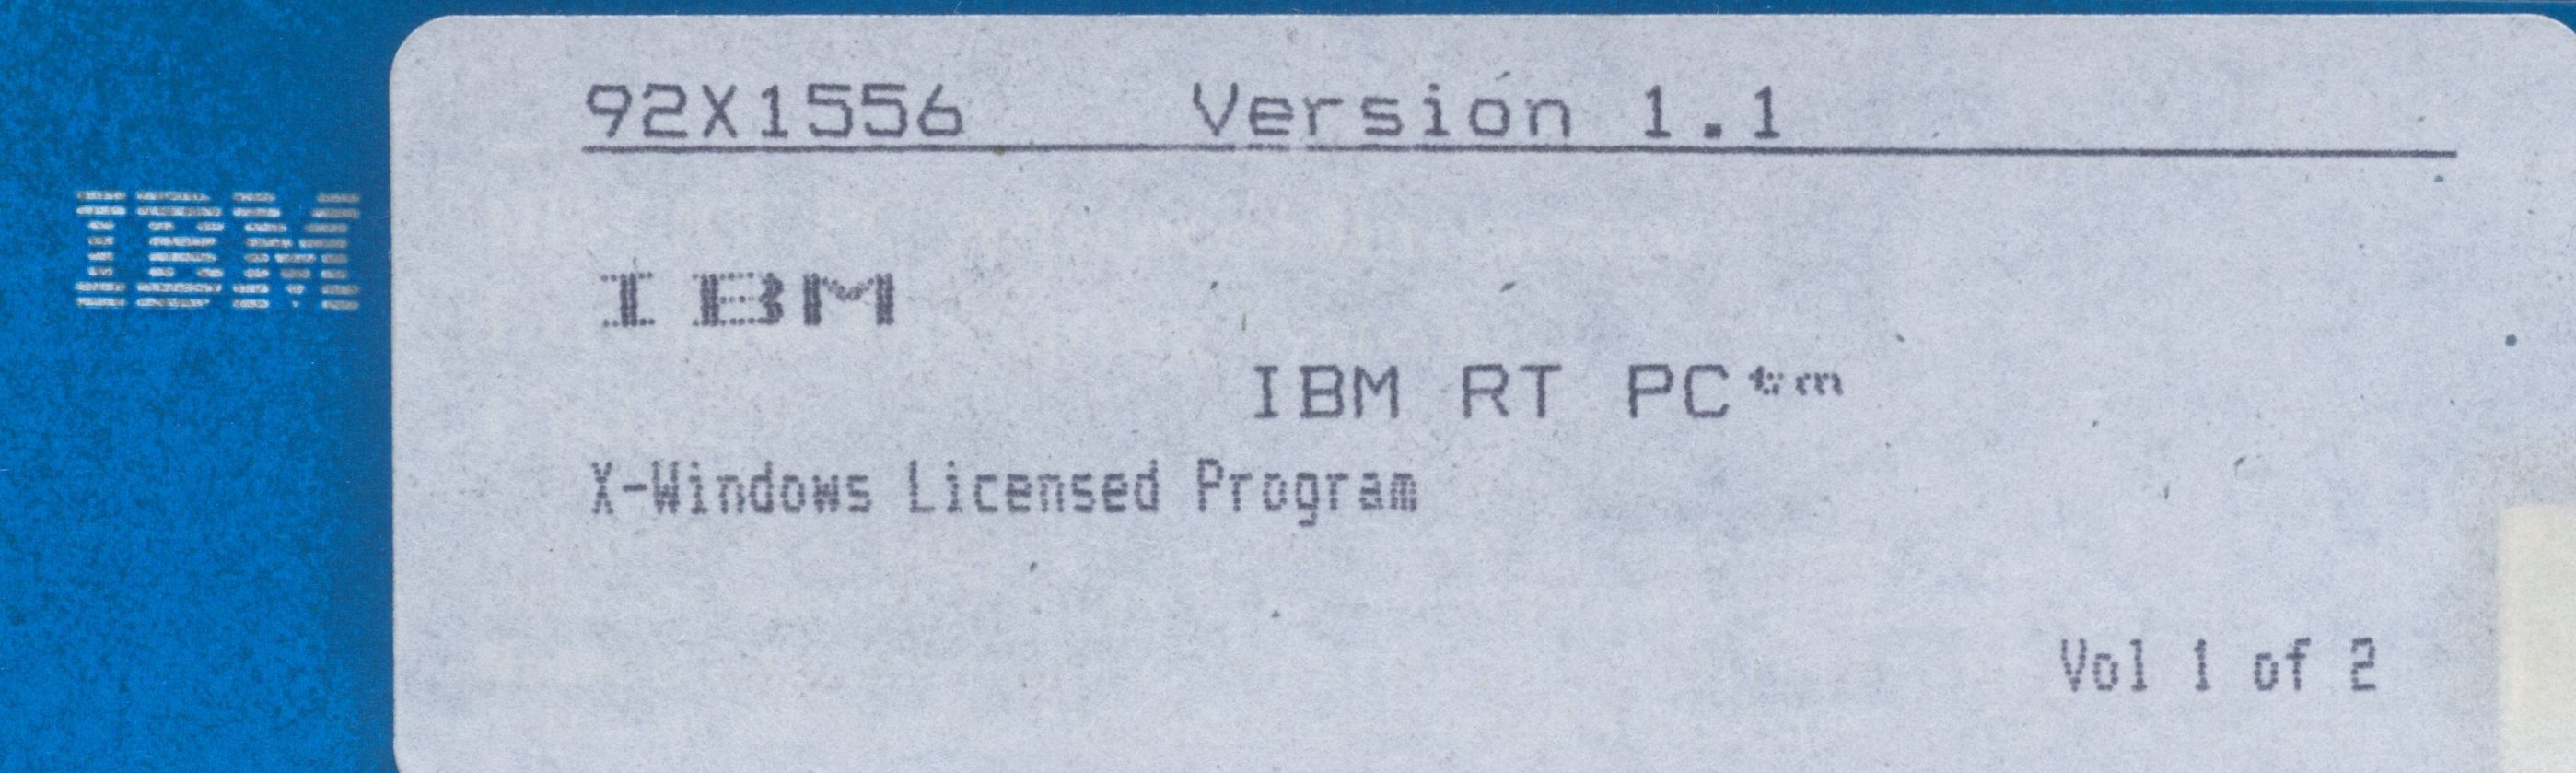 92X1556 Version 1.1
IBM
IBM
IBM RT PC tm
X-Windows Licensed Program
Vol 1 of 2